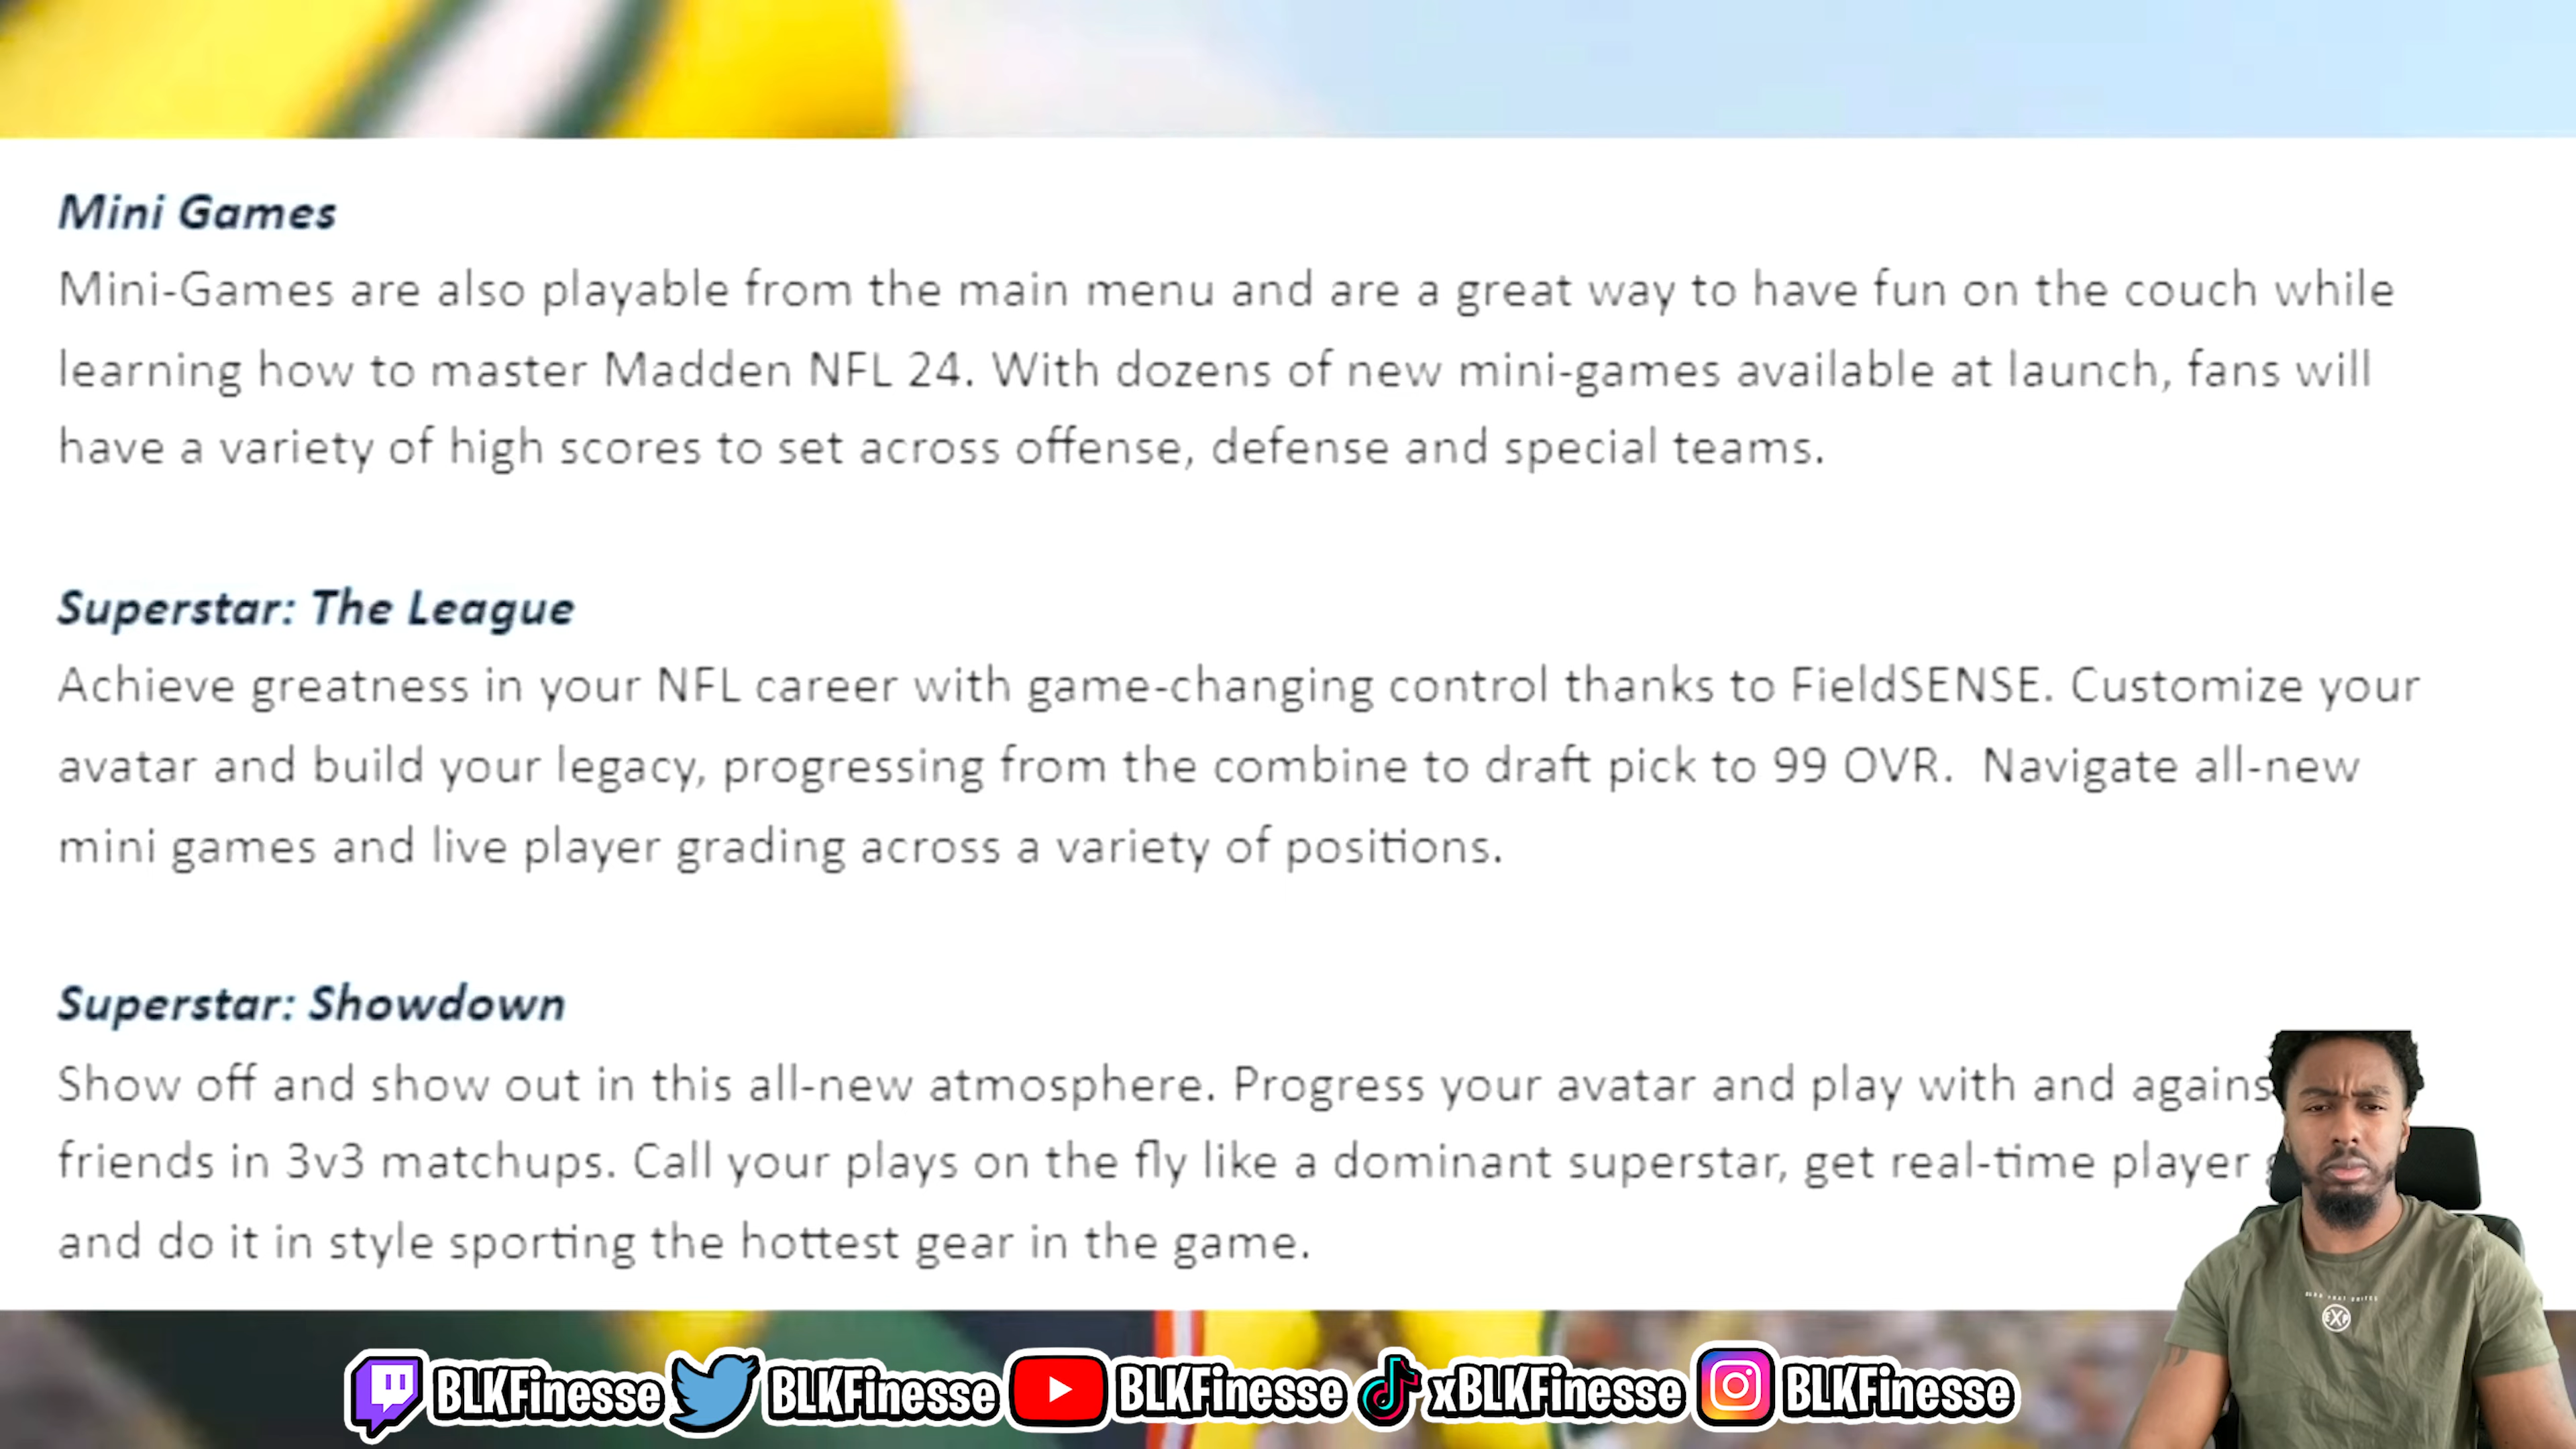 Mini Games
Mini-Games are also playable from the main menu and are a great way to have fun on the couch while
learning how to master Madden NFL 24. With dozens of new mini-games available at launch, fans will
have a variety of high scores to set across offense, defense and special teams.
Superstar: The League
Achieve greatness in your NFL career with game-changing control thanks to FieldSENSE. Customize your
avatar and build your legacy, progressing from the combine to draft pick to 99 OVR. Navigate all-new
mini games and live player grading across a variety of positions.
Superstar: Showdown
Show off and show out in this all-new atmosphere. Progress your avatar and play with and agains
friends in 3v3 matchups. Call your plays on the fly like a dominant superstar, get real-time player
and do it in style sporting the hottest gear in the game.
EXP
BLKFinesse BLKFinesse BLKFinesse xBLKFinesse BLKFinesse